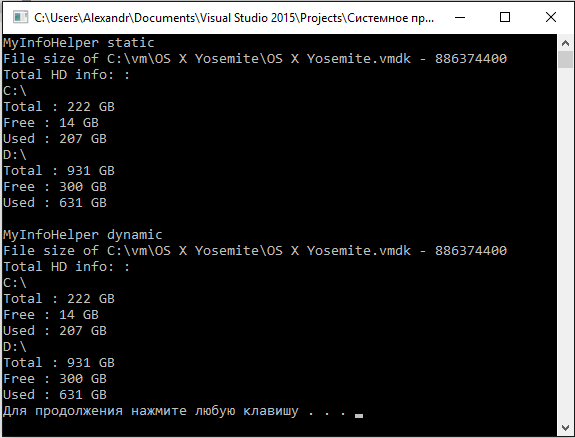 C:\Users\Alexandr\Documents\Visual Studio 2015\Projects\Системное пр...
MyInfoHelper static
File size of C:\vm\OS X Yosemite\OS X Yosemite.vmdk - 886374400
Total HD info: :
C:\
Total : 222 GB
Free : 14 GB
Used : 207 GB
D:\
Total : 931 GB
Free : 300 GB
Used : 631 GB
MyInfoHelper dynamic
File size of C:\vm\OS X Yosemite\OS X Yosemite.vmdk - 886374400
Total HD info: :
C:\
Total : 222 GB
Free : 14 GB
Used : 207 GB
D:\
Total : 931 GB
Free : 300 GB
Used : 631 GB
Для продолжения нажмите любую клавишу . . .